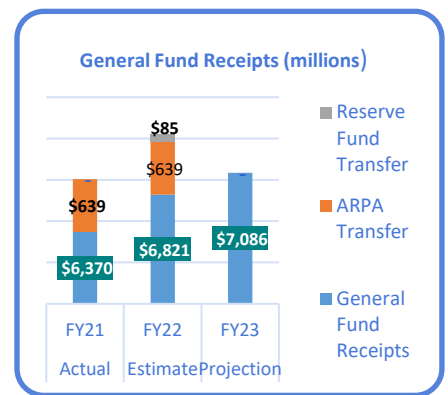 General Fund Receipts (millions)
$85
$639
$639
$6,370
$6,821
$7,086
FY21
FY22
FY23
Actual
Estimate
Projection
Reserve
Fund
Transfer
ARPA
Transfer
General
Fund
Receipts